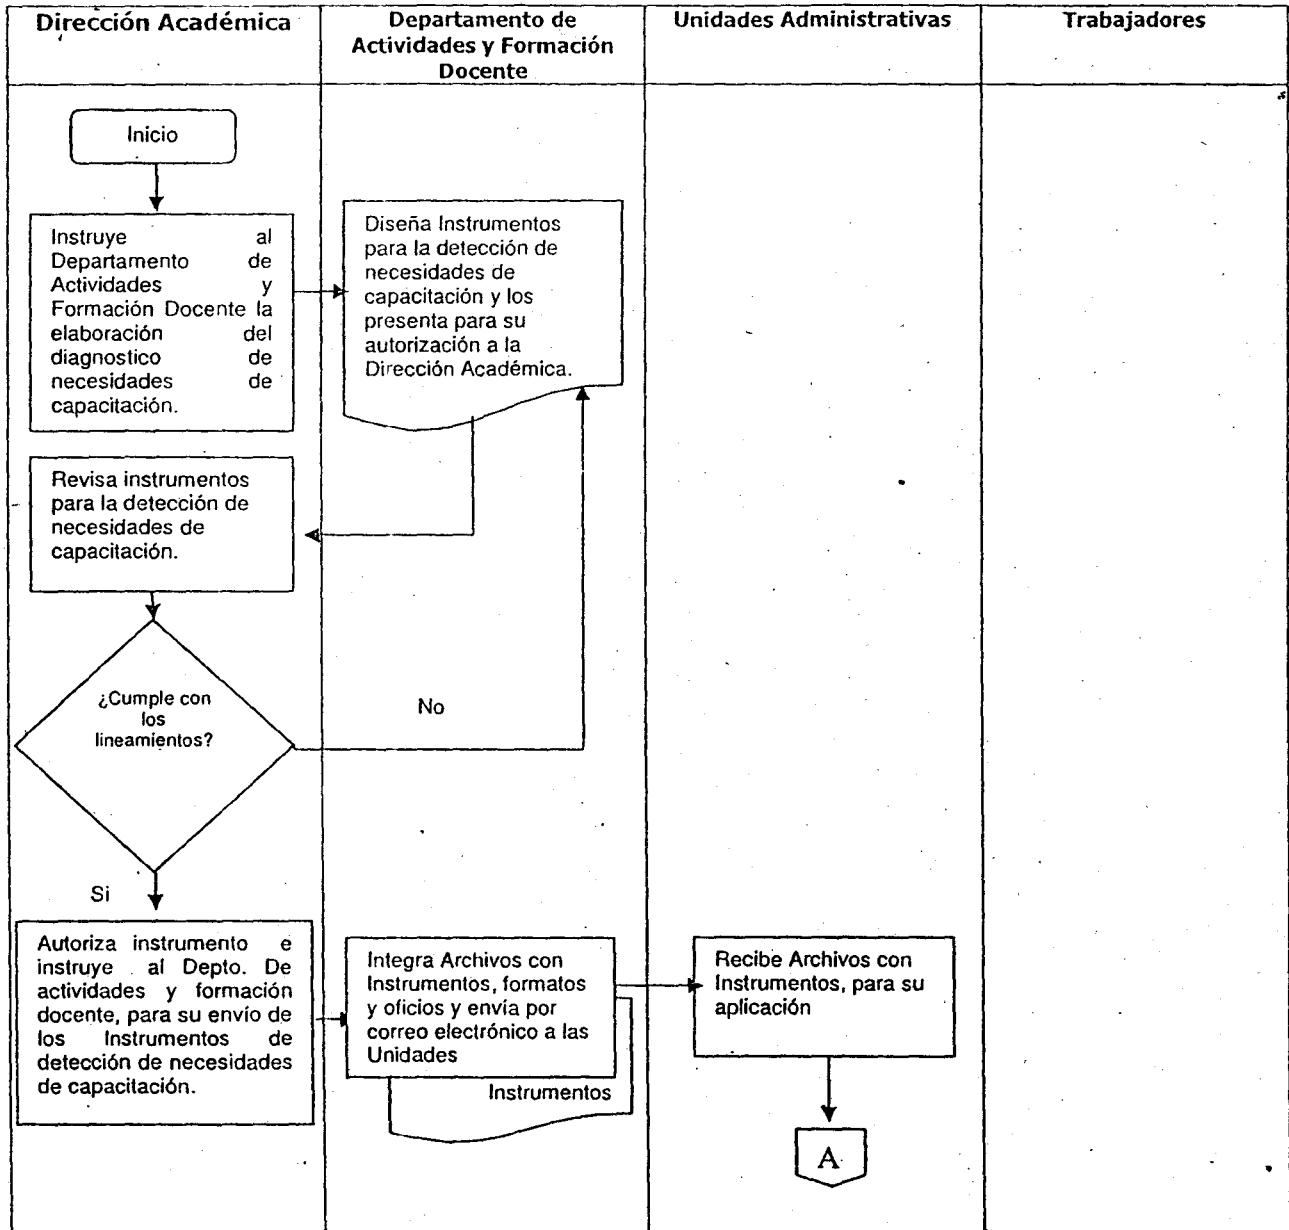 Dirección Académica
Departamento de
Actividades y Formación
Docente
Unidades Administrativas
Trabajadores
Inicio
Instruye al
Departamento de
Actividades y
Formación Docente la
elaboración del
diagnostico de
necesidades de
capacitación.
Diseña Instrumentos
para la detección de
necesidades de
capacitación y los
presenta para su
autorización a la
Dirección Académica.
Revisa instrumentos
para la detección de
necesidades de
capacitación.
¿Cumple con
los
lineamientos?
No
Si
Autoriza instrumento e
instruye al Depto. De
actividades y formación
docente, para su envío de
los Instrumentos de
detección de necesidades
de capacitación.
Integra Archivos con
Instrumentos, formatos
y oficios y envía por
correo electrónico a las
Unidades
Instrumentos
Recibe Archivos con
Instrumentos, para su
aplicación
A